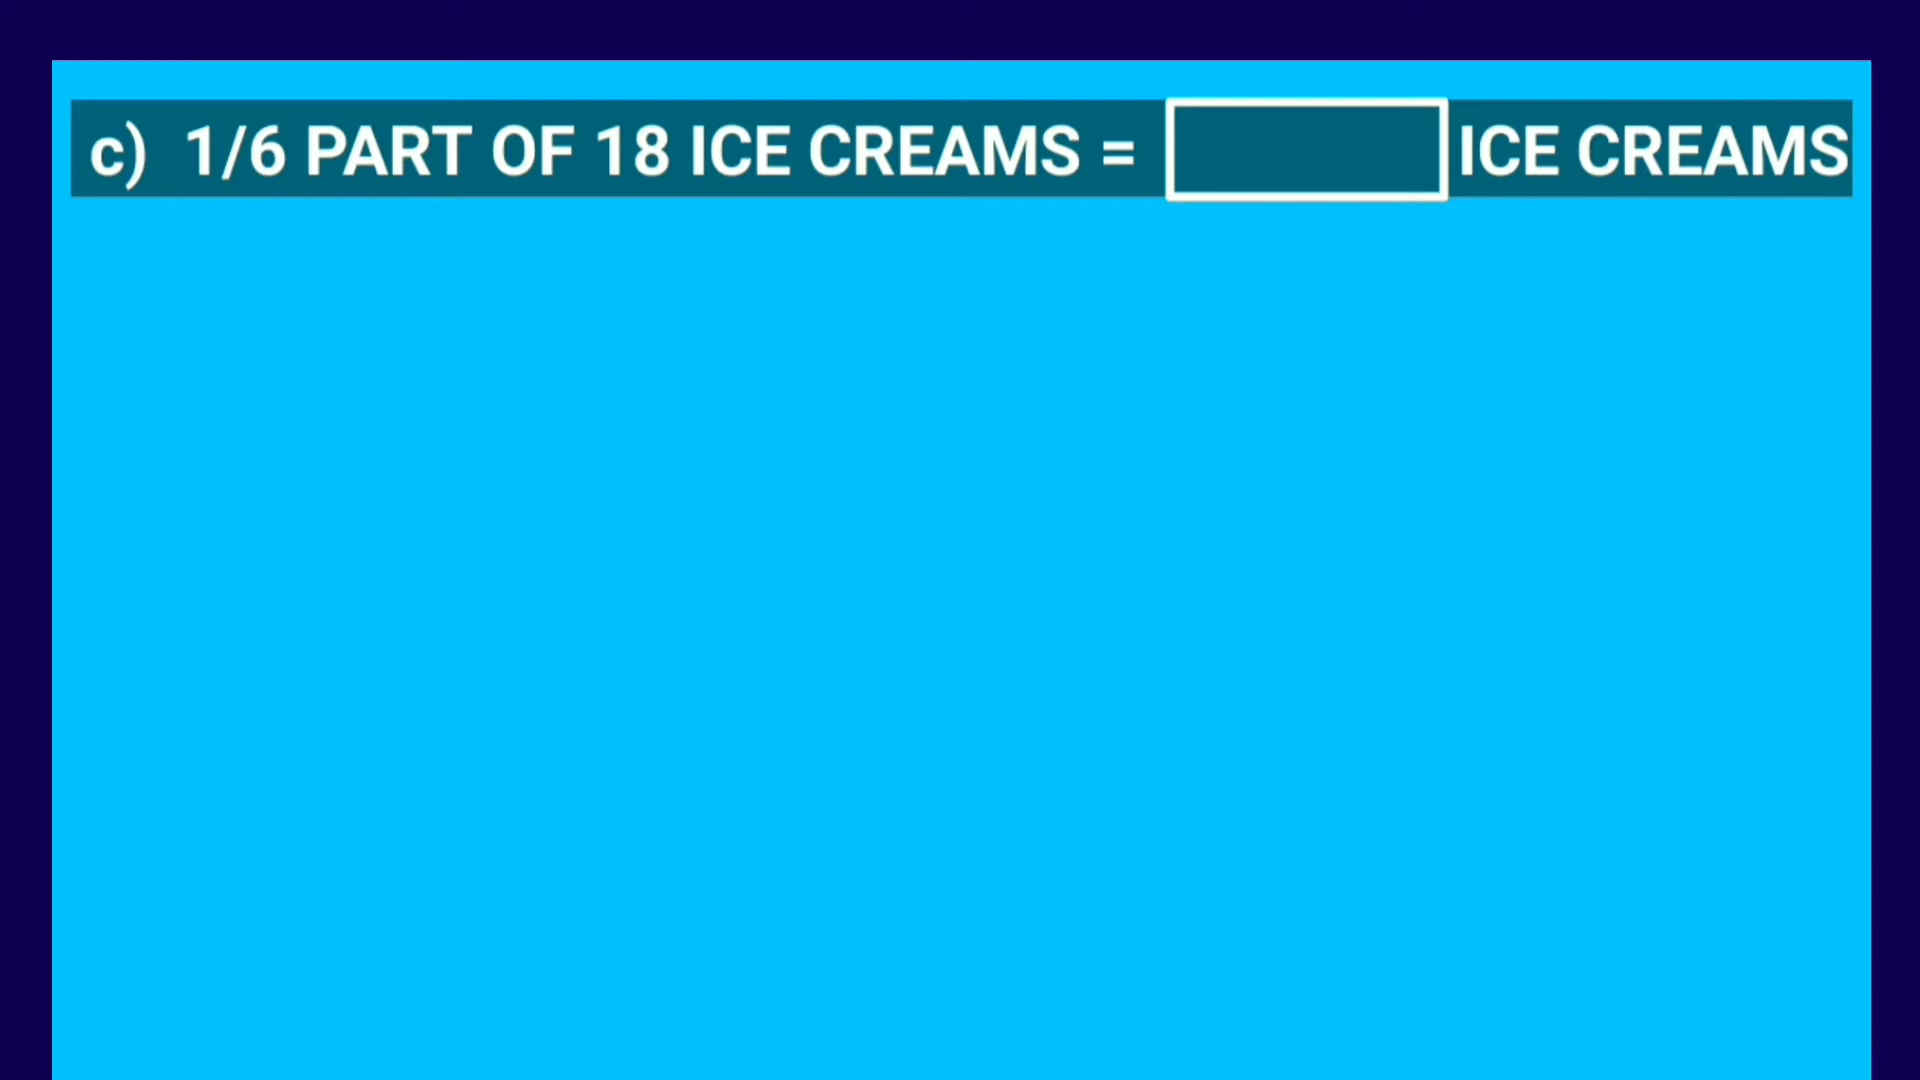 c) 1/6 PART OF 18 ICE CREAMS = ICE CREAMS